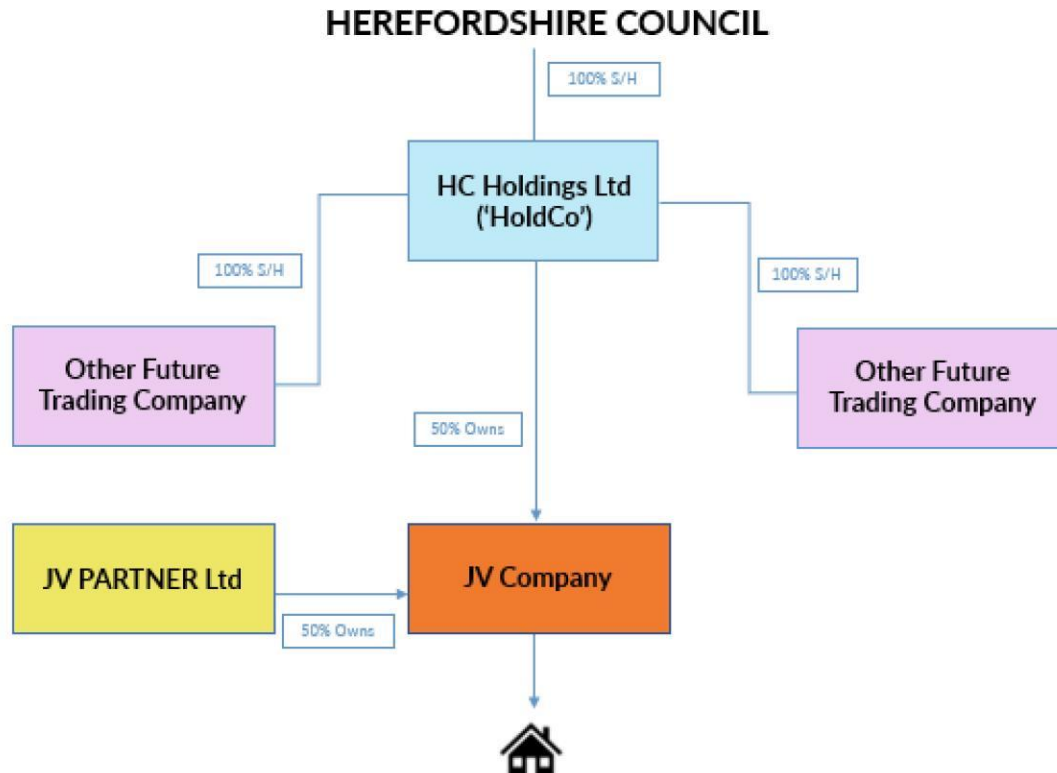 HEREFORDSHIRE COUNCIL
100% S/H
HC Holdings Ltd
(‘HoldCo’)
100% S/H
100% S/H
Other Future
Trading Company
Other Future
Trading Company
50% Owns
JV PARTNER Ltd
JV Company
50% Owns